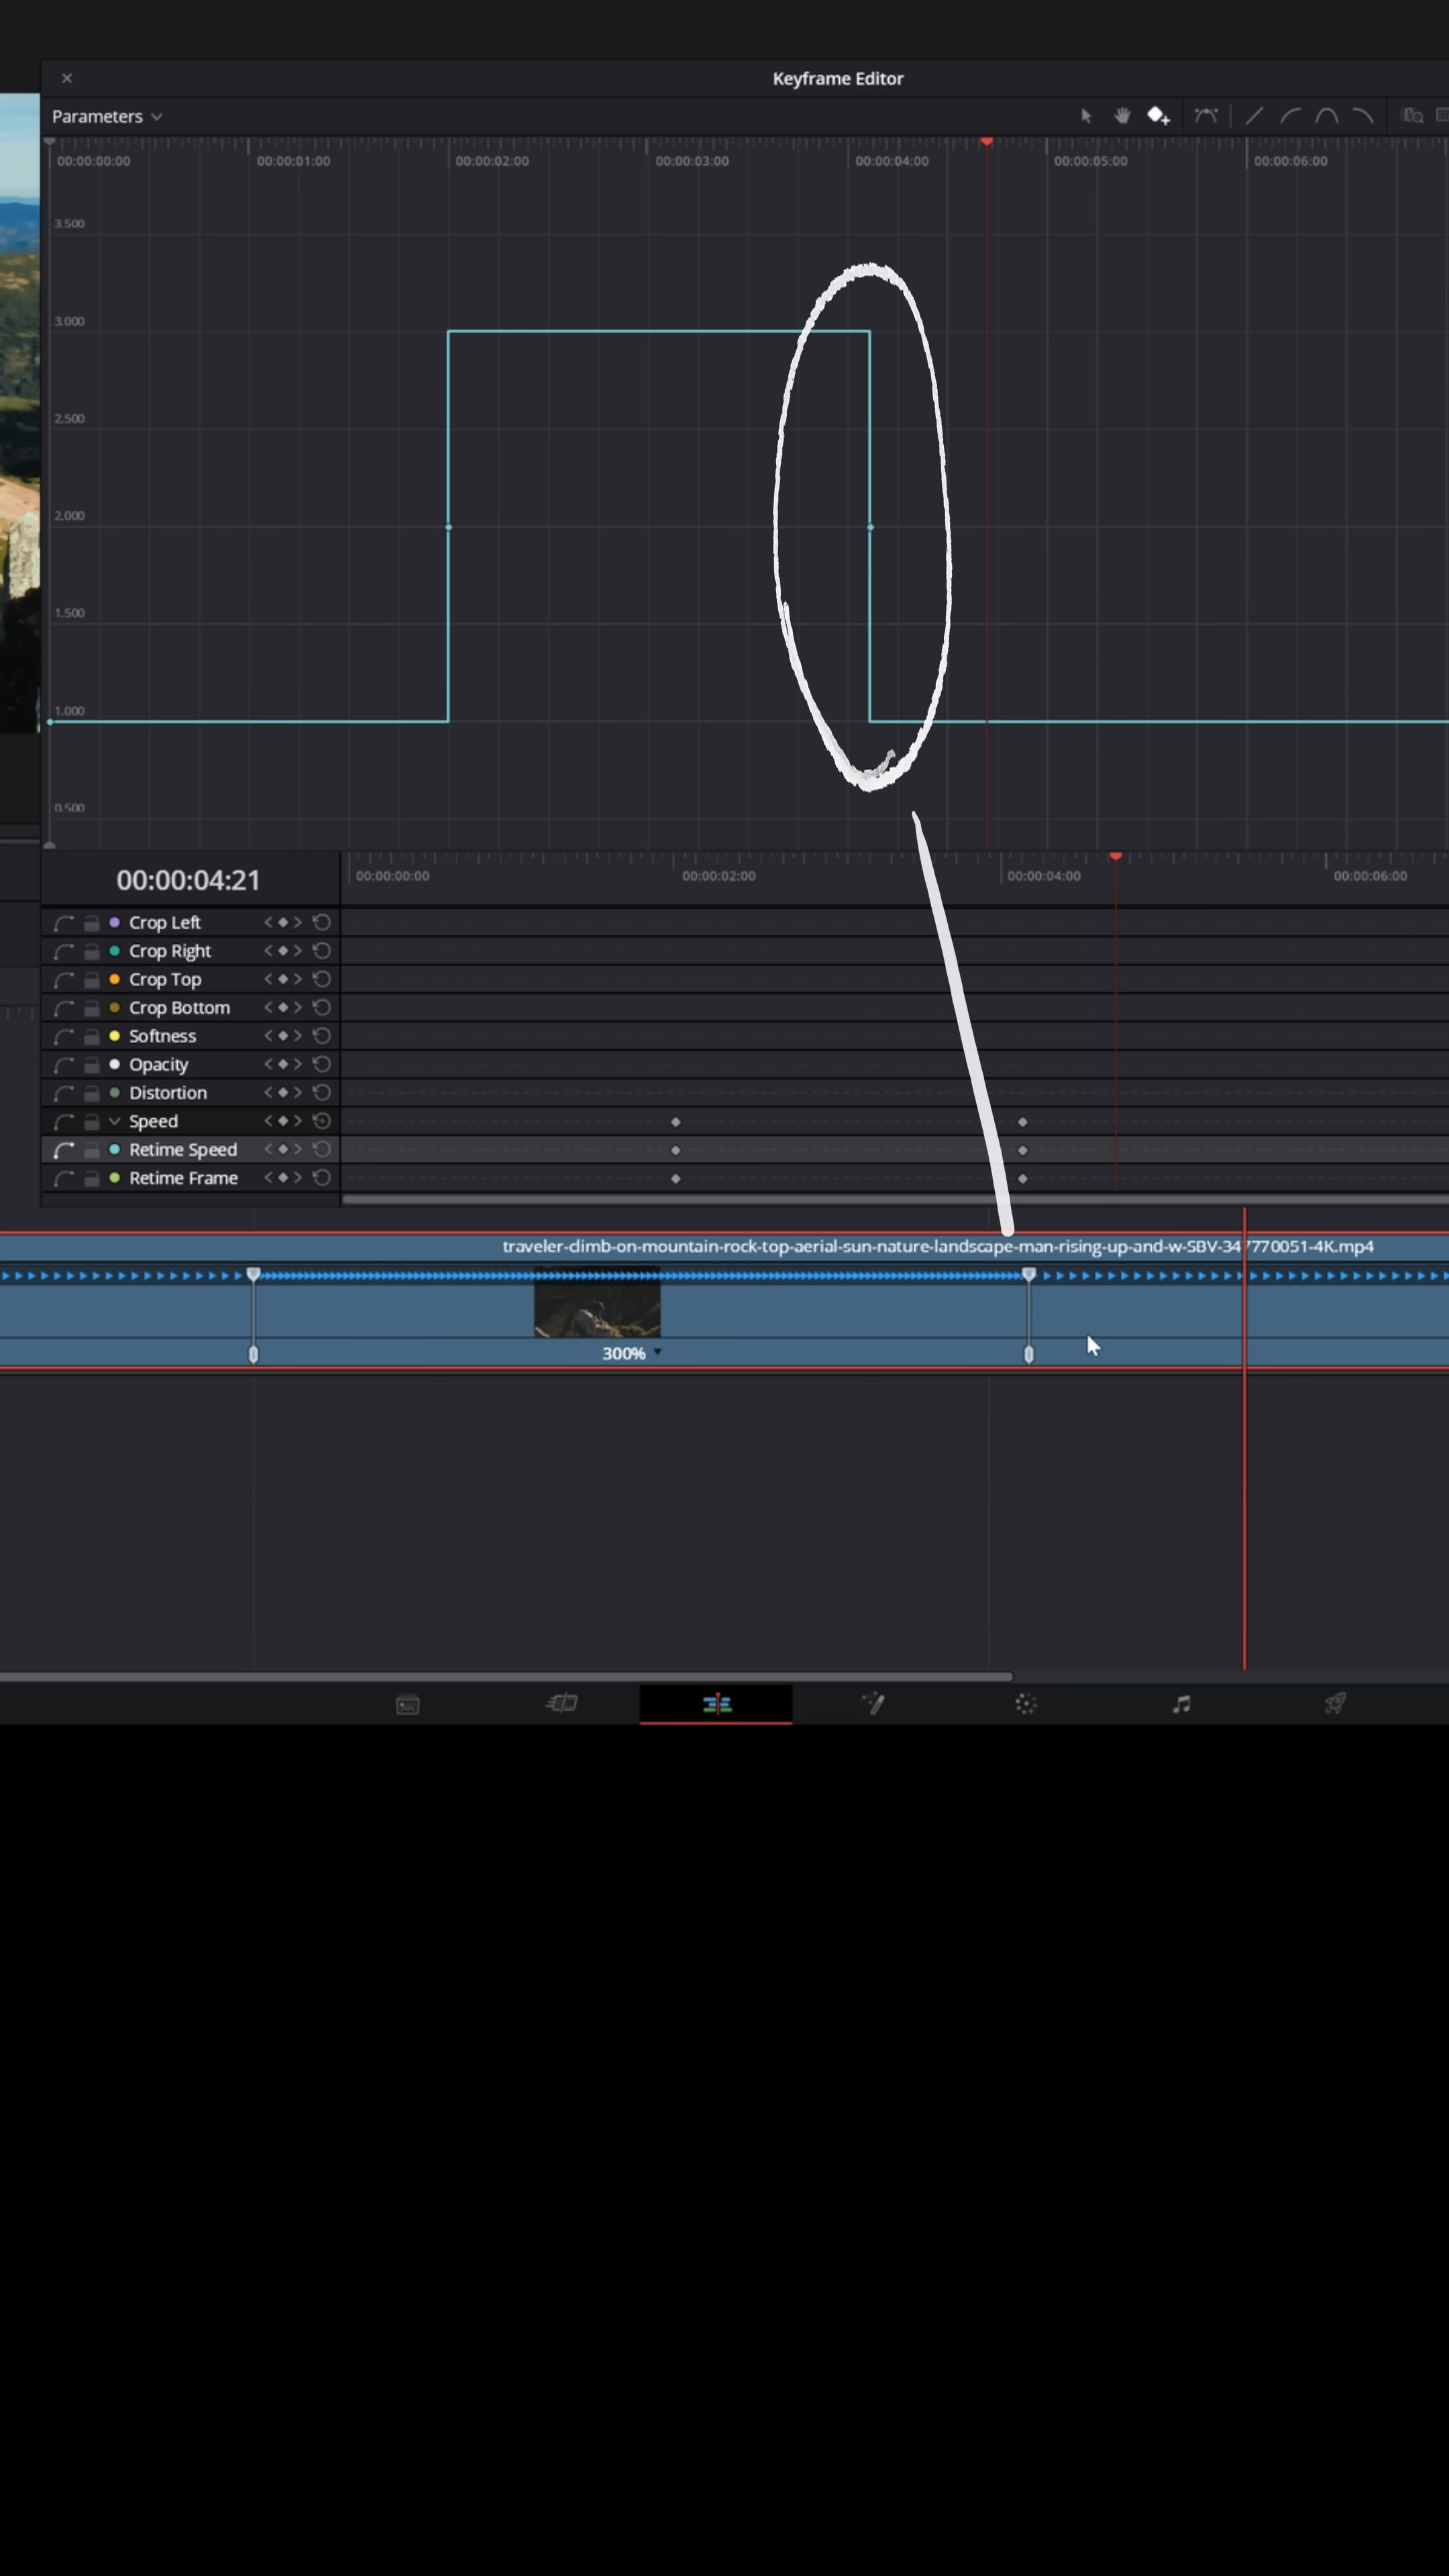 Keyframe Editor
Parameters
00:00:00:00 00:00:01:00 00:00:02:00 00:00:03:00 00:00:04:00 00:00:05:00 00:00:06:00
3.500
3.000
2.500
2.000
1.500
1.000
0.500
00:00:04:21
00:00:00:00 00:00:02:00 00:00:04:00 00:00:06:00
Crop Left
Crop Right
Crop Top
Crop Bottom
Softness
Opacity
Distortion
Speed
Retime Speed
Retime Frame
traveler-climb-on-mountain-rock-top-aerial-sun-nature-landscape-man-rising-up-and-w-SBV-347770051-4K.mp4
300%